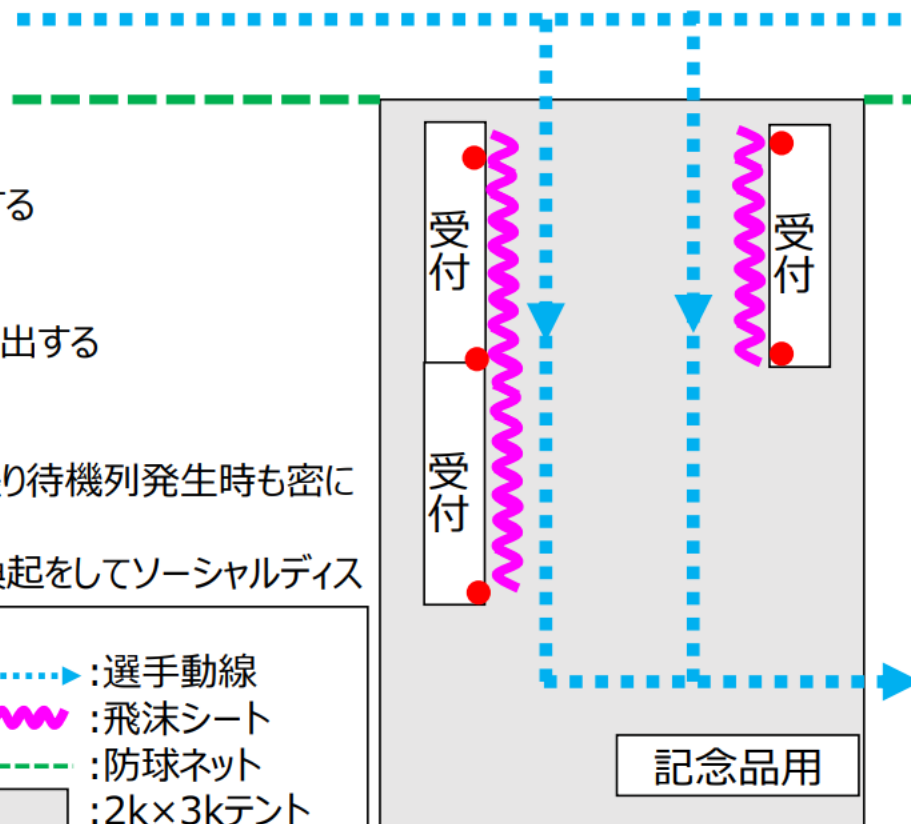 する
出する
り待機列発生時も密に
起をしてソーシャルディス
受付
受付
受付
:選手動線
:飛沫シート
:防球ネット
:2k×3kテント
記念品用